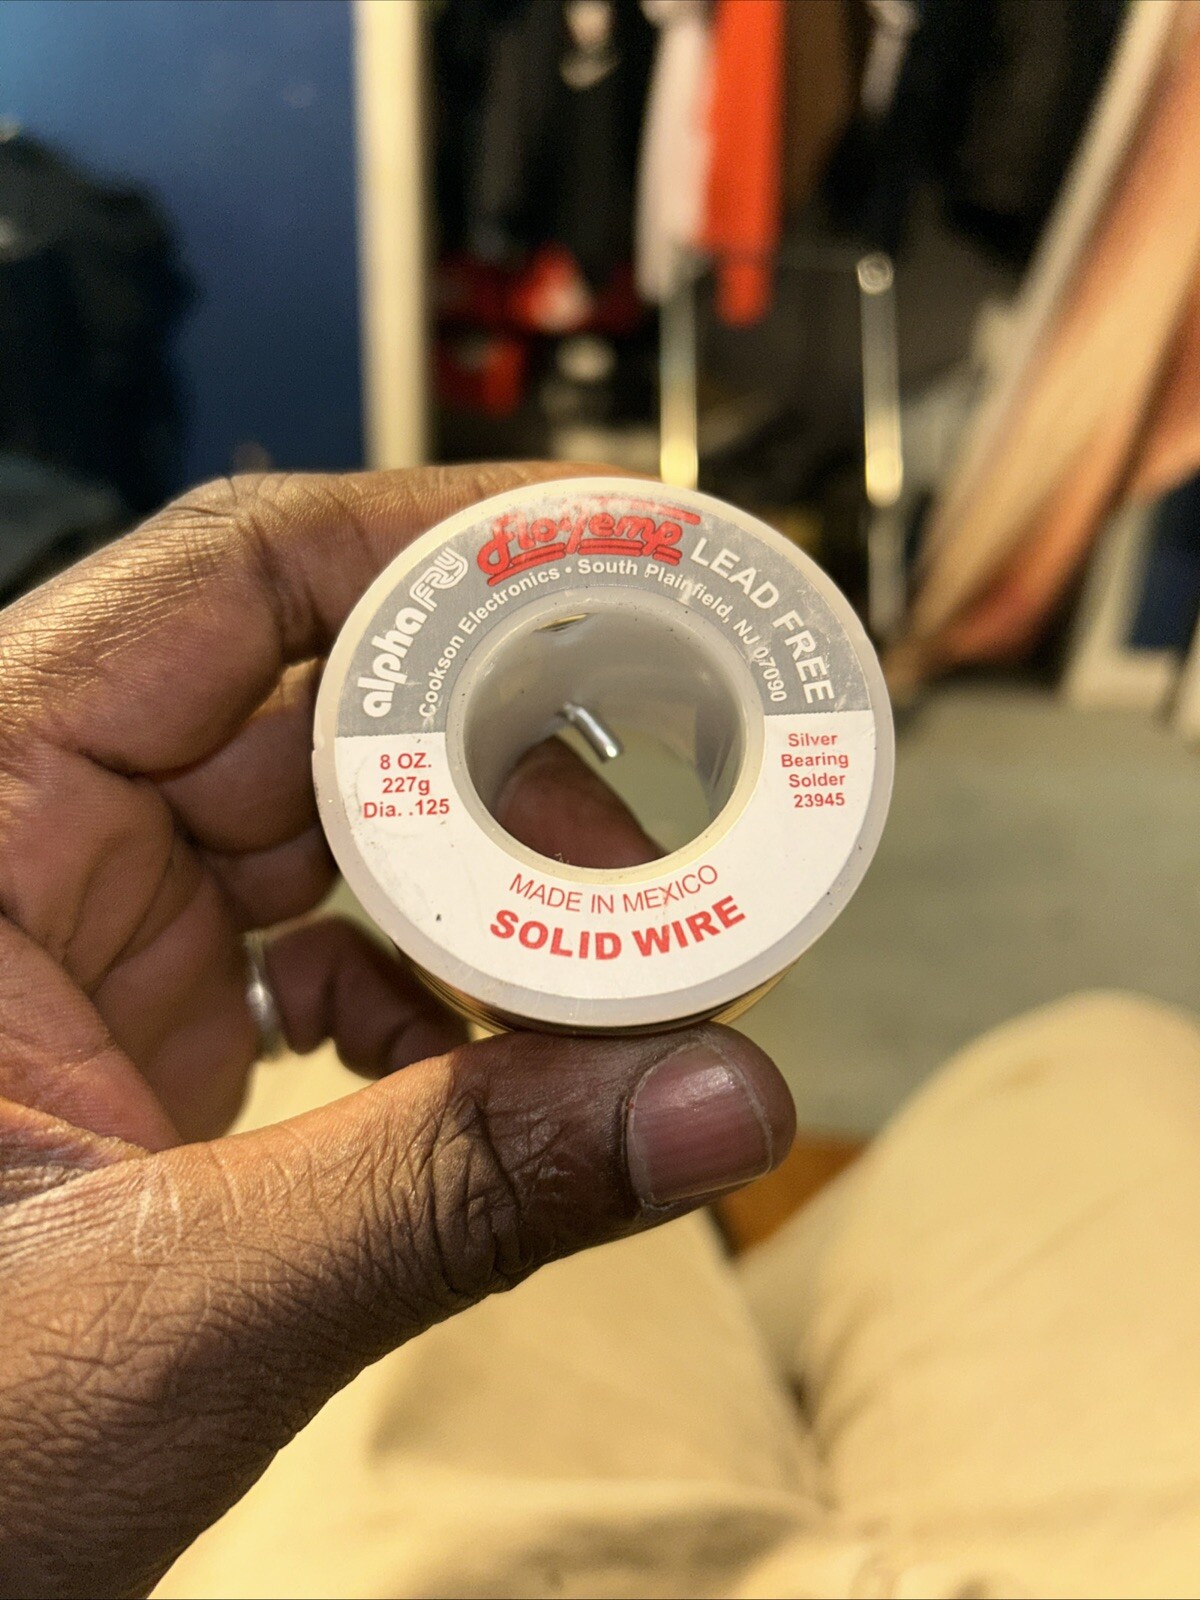 alpha FRY Flo-Temp LEAD FREE
Cookson Electronics • South Plainfield, NJ 07090
8 OZ.
227g
Dia. .125
Silver
Bearing
Solder
23945
MADE IN MEXICO
SOLID WIRE